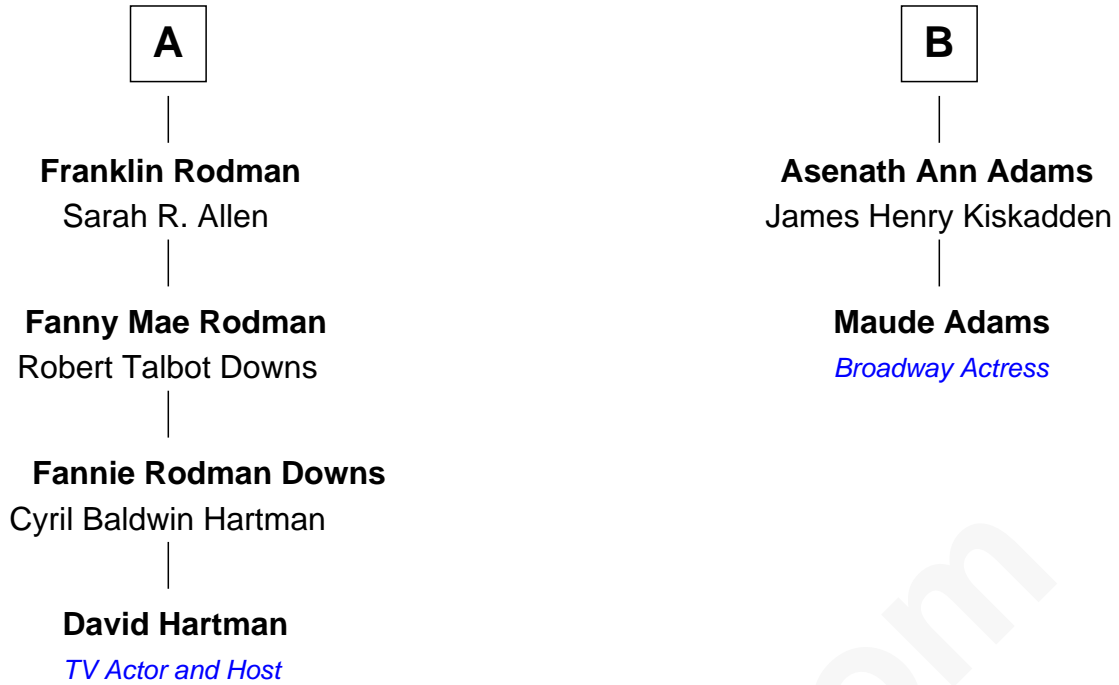 A
Franklin Rodman
Sarah R. Allen
Fanny Mae Rodman
Robert Talbot Downs
Fannie Rodman Downs
Cyril Baldwin Hartman
David Hartman
TV Actor and Host
B
Asenath Ann Adams
James Henry Kiskadden
Maude Adams
Broadway Actress
om